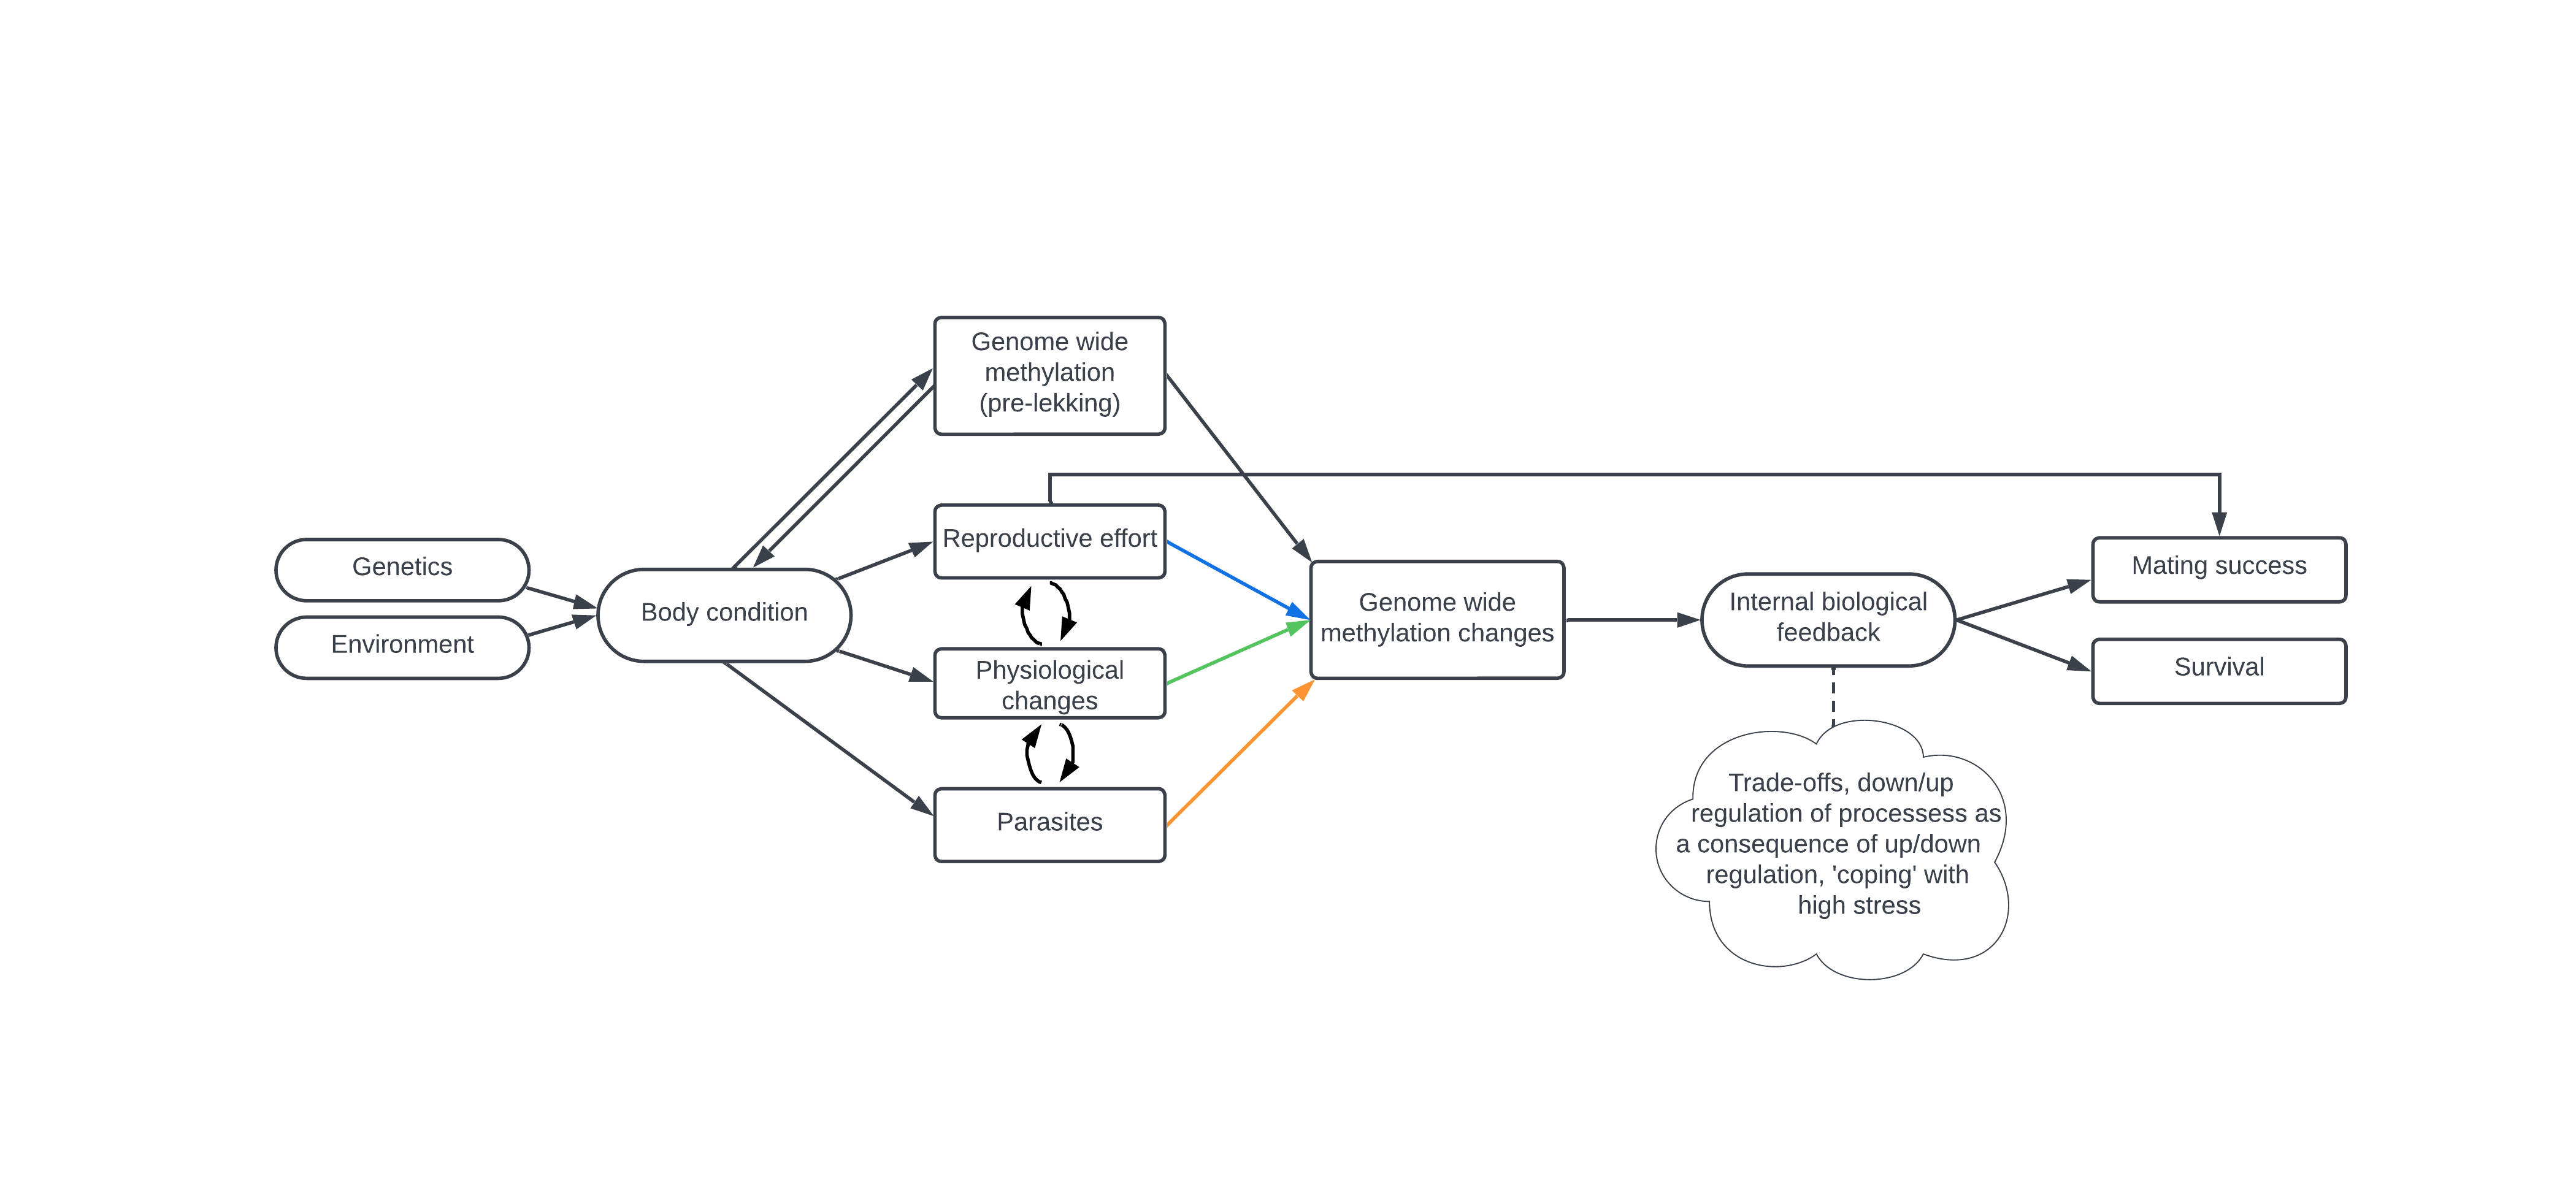 Genome wide
methylation
(pre-lekking)
Reproductive effort
Genetics
Environment
Body condition
Physiological
changes
Parasites
Genome wide
methylation changes
Internal biological
feedback
Mating success
Survival
Trade-offs, down/up
regulation of processess as
a consequence of up/down
regulation, 'coping' with
high stress